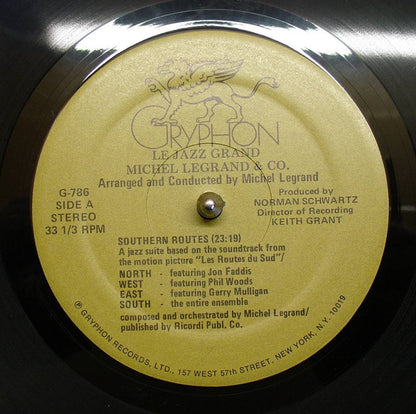 GRYPHON
LE JAZZ GRAND
MICHEL LEGRAND & CO.
Arranged and Conducted by Michel Legrand
G-786
SIDE A
STEREO
33 1/3 RPM
Produced by
NORMAN SCHWARTZ
Director of Recording
KEITH GRANT
SOUTHERN ROUTES (23:19)
A jazz suite based on the soundtrack from
the motion picture "Les Routes du Sud"/
NORTH - featuring Jon Faddis
WEST - featuring Phil Woods
EAST - featuring Gerry Mulligan
SOUTH - the entire ensemble
composed and orchestrated by Michel Legrand/
published by Ricordi Publ. Co.
℗ GRYPHON RECORDS, LTD., 157 WEST 57th STREET, NEW YORK, N.Y. 10019